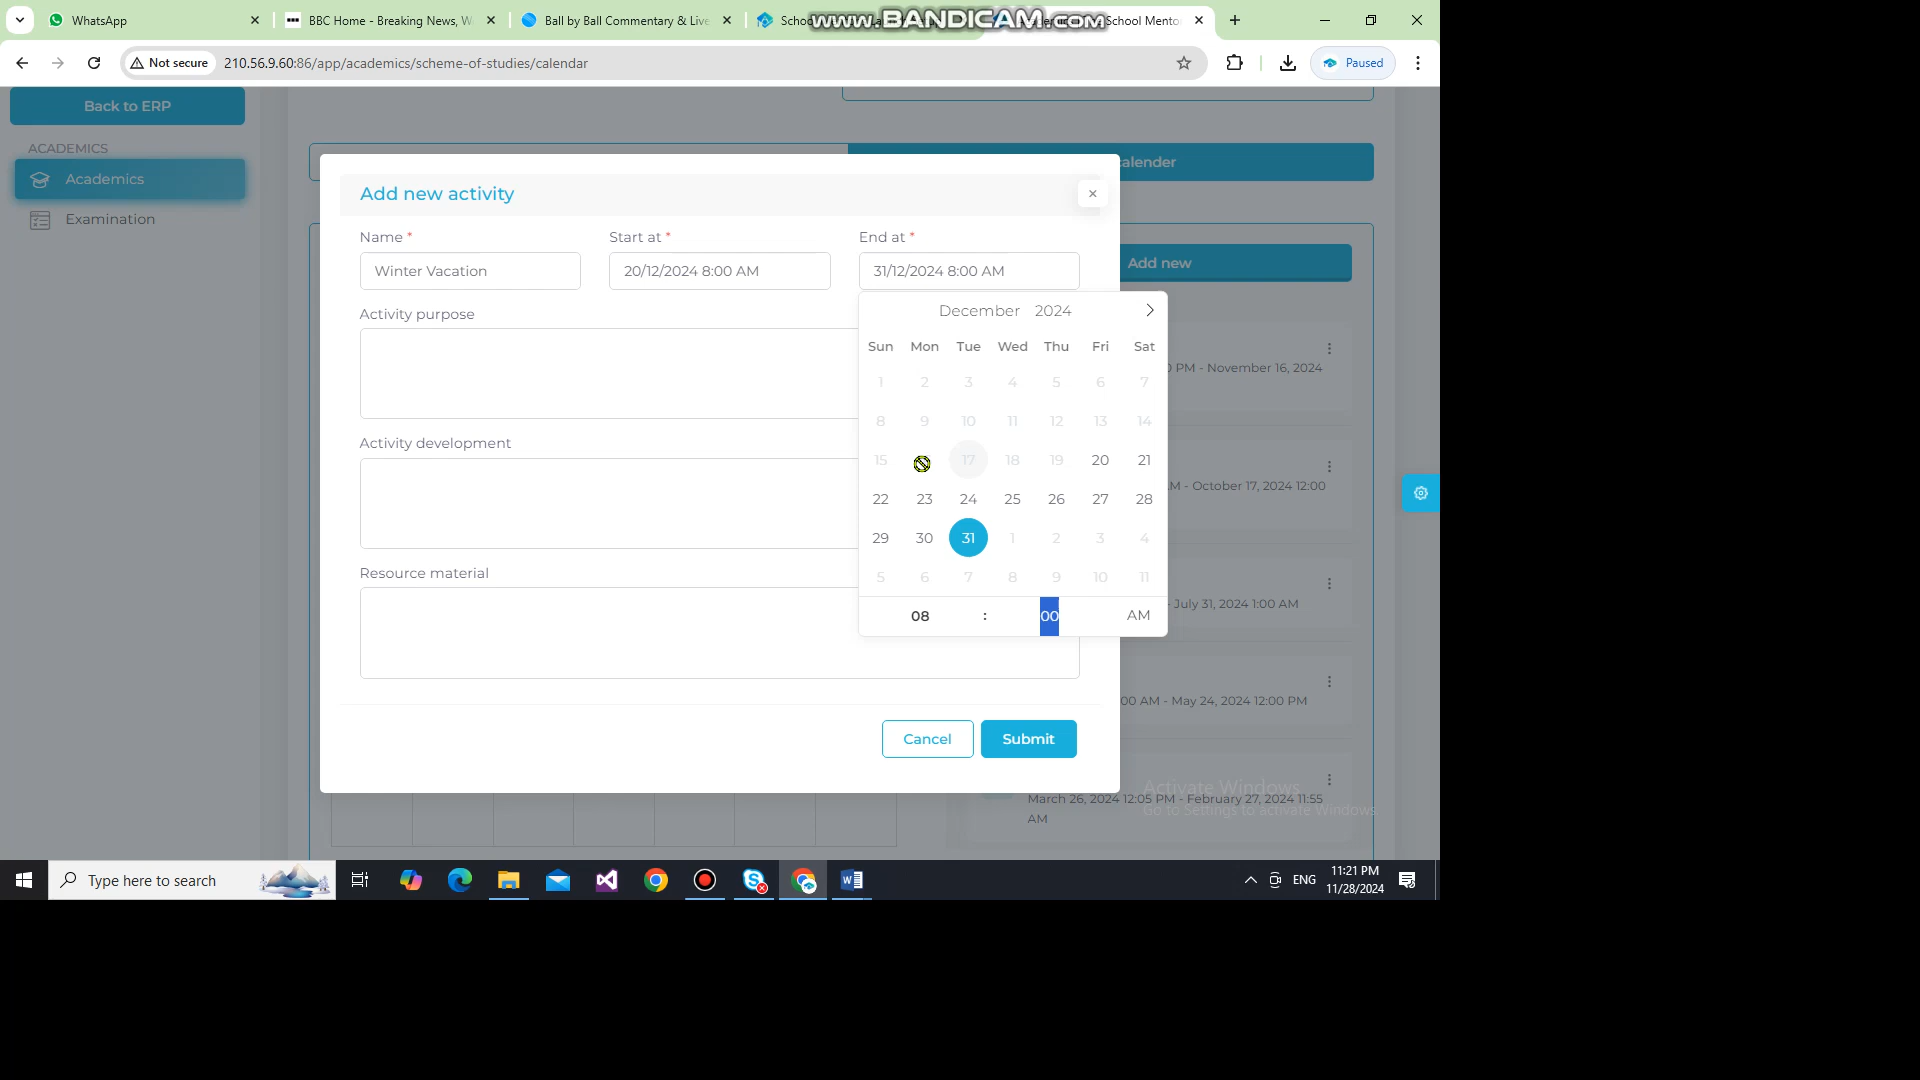 WhatsApp
BBC Home - Breaking News, W
Ball by Ball Commentary & Live
School Mento
www.BANDICAM.com
Not secure
210.56.9.60:86/app/academics/scheme-of-studies/calendar
Paused
Back to ERP
ACADEMICS
Academics
Examination
calender
Add new activity
×
Name *
Start at *
End at *
Winter Vacation
20/12/2024 8:00 AM
31/12/2024 8:00 AM
Add new
Activity purpose
December 2024
Sun Mon Tue Wed Thu Fri Sat
1 2 3 4 5 6 7
8 9 10 11 12 13 14
15 17 18 19 20 21
22 23 24 25 26 27 28
29 30 31 1 2 3 4
5 6 7 8 9 10 11
08 : 00 AM
PM - November 16, 2024
Activity development
M - October 17, 2024 12:00
Resource material
- July 31, 2024 1:00 AM
00 AM - May 24, 2024 12:00 PM
Cancel
Submit
March 26, 2024 12:05 PM - February 27, 2024 11:55
AM
Activate Windows
Go to Settings to activate Windows
Type here to search
ENG
11:21 PM
11/28/2024